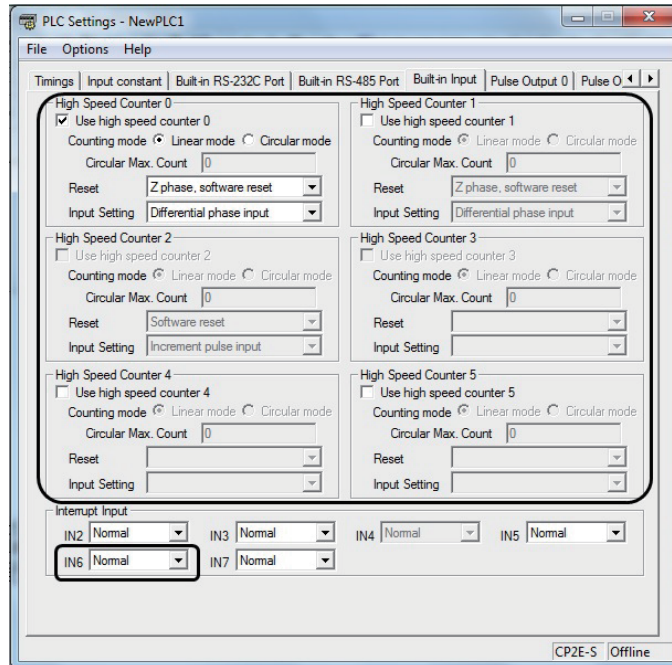 PLC Settings - NewPLC1
File Options Help
Timings Input constant Built-in RS-232C Port Built-in RS-485 Port Built-in Input Pulse Output 0 Pulse O
High Speed Counter 0
Use high speed counter 0
Counting mode Linear mode Circular mode
Circular Max. Count 0
Reset Z phase, software reset
Input Setting Differential phase input
High Speed Counter 1
Use high speed counter 1
Counting mode Linear mode Circular mode
Circular Max. Count 0
Reset Z phase, software reset
Input Setting Differential phase input
High Speed Counter 2
Use high speed counter 2
Counting mode Linear mode Circular mode
Circular Max. Count 0
Reset Software reset
Input Setting Increment pulse input
High Speed Counter 3
Use high speed counter 3
Counting mode Linear mode Circular mode
Circular Max. Count 0
Reset
Input Setting
High Speed Counter 4
Use high speed counter 4
Counting mode Linear mode Circular mode
Circular Max. Count 0
Reset
Input Setting
High Speed Counter 5
Use high speed counter 5
Counting mode Linear mode Circular mode
Circular Max. Count 0
Reset
Input Setting
Interrupt Input
IN2 Normal IN3 Normal IN4 Normal IN5 Normal
IN6 Normal IN7 Normal
CP2E-S Offline